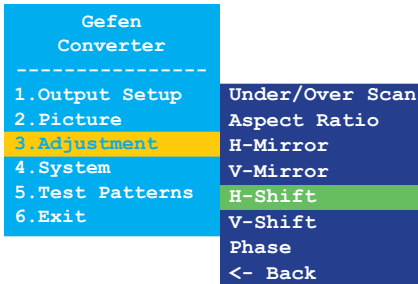 Gefen
Converter
----------------
1.Output Setup
2.Picture
3.Adjustment
4.System
5.Test Patterns
6.Exit
Under/Over Scan
Aspect Ratio
H-Mirror
V-Mirror
H-Shift
V-Shift
Phase
<- Back